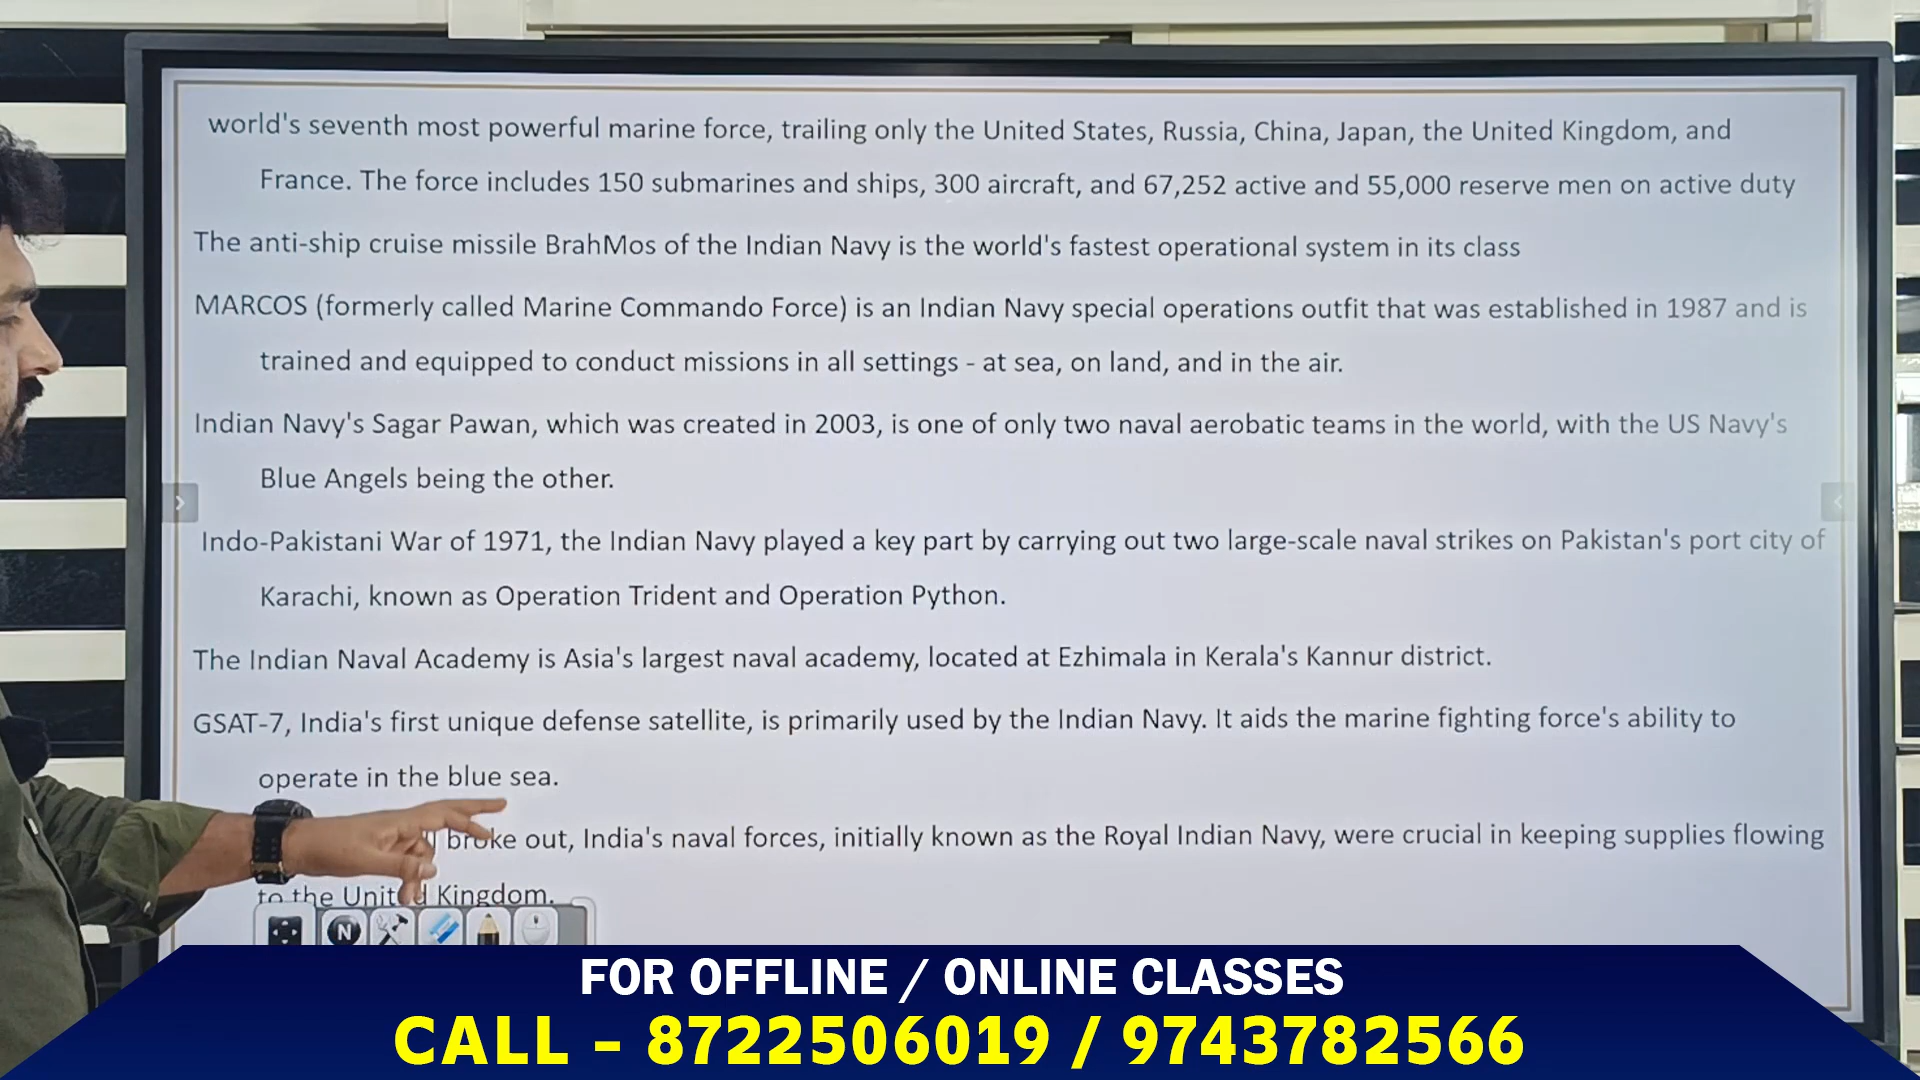 world's seventh most powerful marine force, trailing only the United States, Russia, China, Japan, the United Kingdom, and
France. The force includes 150 submarines and ships, 300 aircraft, and 67,252 active and 55,000 reserve men on active duty
The anti-ship cruise missile BrahMos of the Indian Navy is the world's fastest operational system in its class
MARCOS (formerly called Marine Commando Force) is an Indian Navy special operations outfit that was established in 1987 and is
trained and equipped to conduct missions in all settings - at sea, on land, and in the air.
Indian Navy's Sagar Pawan, which was created in 2003, is one of only two naval aerobatic teams in the world, with the US Navy's
Blue Angels being the other.
Indo-Pakistani War of 1971, the Indian Navy played a key part by carrying out two large-scale naval strikes on Pakistan's port city of
Karachi, known as Operation Trident and Operation Python.
The Indian Naval Academy is Asia's largest naval academy, located at Ezhimala in Kerala's Kannur district.
GSAT-7, India's first unique defense satellite, is primarily used by the Indian Navy. It aids the marine fighting force's ability to
operate in the blue sea.
broke out, India's naval forces, initially known as the Royal Indian Navy, were crucial in keeping supplies flowing
to the United Kingdom.
N
FOR OFFLINE / ONLINE CLASSES
CALL – 8722506019 / 9743782566